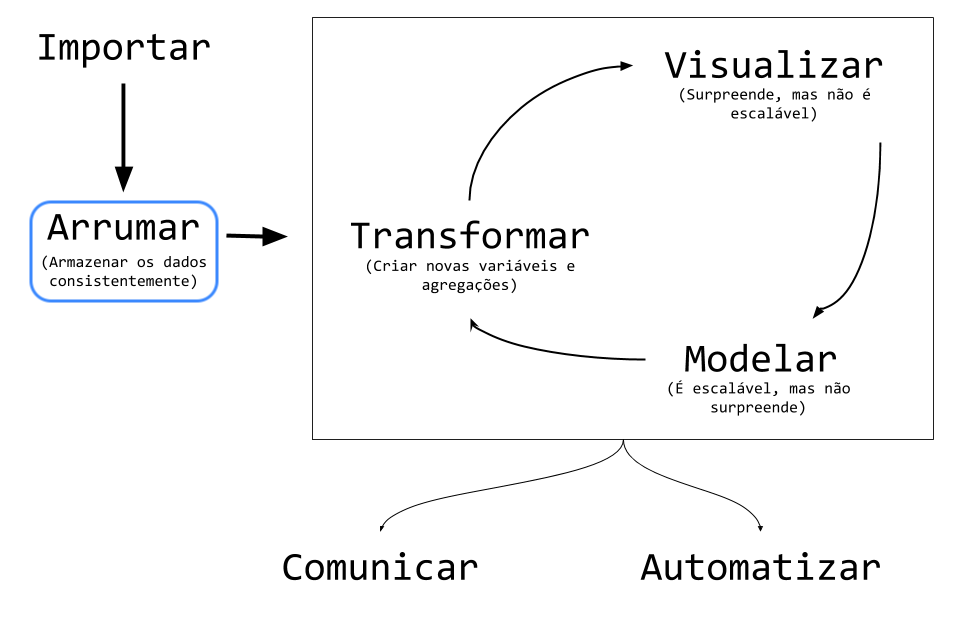 Importar
Arrumar
(Armazenar os dados
consistentemente)
Visualizar
(Surpreende, mas não é
escalável)
Transformar
(Criar novas variáveis e
agregações)
Modelar
(É escalável, mas não
surpreende)
Comunicar
Automatizar